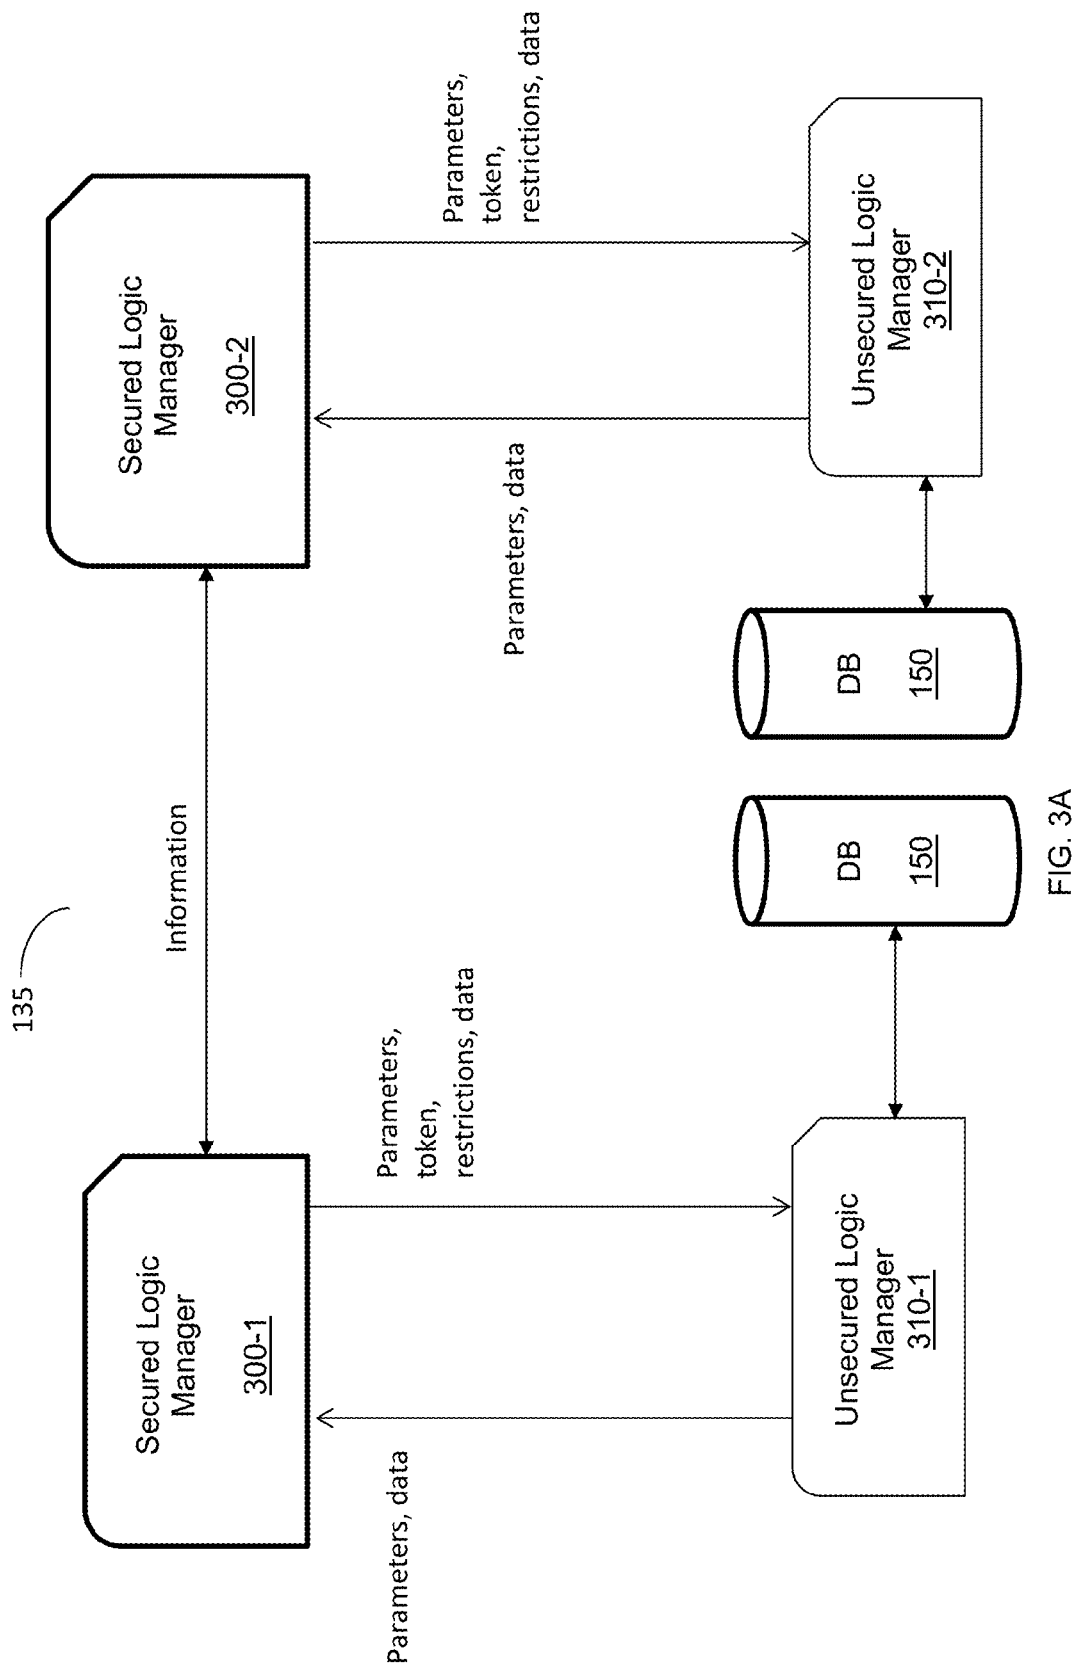 135
Information
Secured Logic
Manager
300-1
Secured Logic
Manager
300-2
Parameters, data
Parameters,
token,
restrictions, data
Parameters, data
Parameters,
token,
restrictions, data
Unsecured Logic
Manager
310-1
DB
150
DB
150
Unsecured Logic
Manager
310-2
FIG. 3A